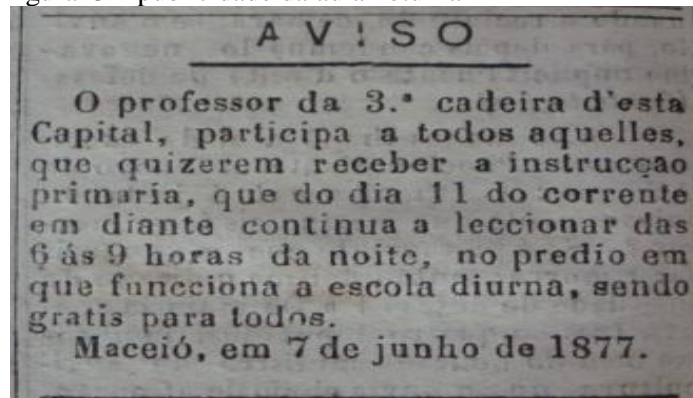 AVISO
O professor da 3.ª cadeira d'esta
Capital, participa a todos aquelles,
que quizerem receber a instrucção
primaria, que do dia 11 do corrente
em diante continua a leccionar das
6 ás 9 horas da noite, no predio em
que funcciona a escola diurna, sendo
gratis para todos.
Maceió, em 7 de junho de 1877.